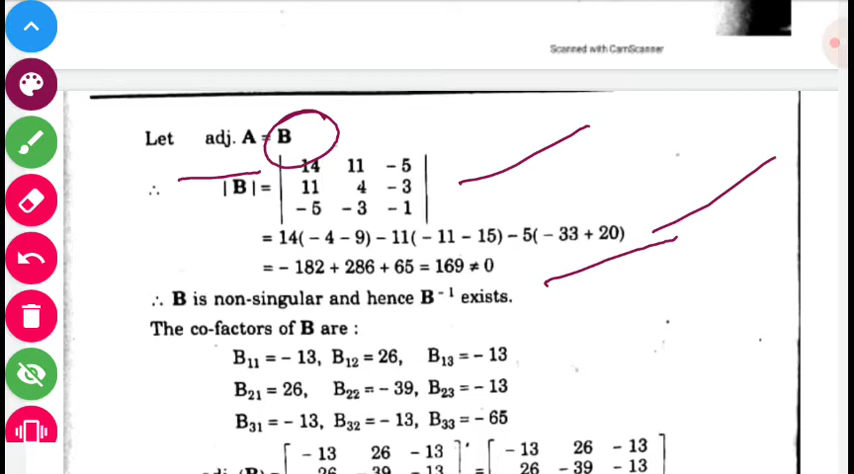 Scanned with CamScanner
Let adj. A = B
∴ | B | = | 14 11 - 5 |
| 11 4 - 3 |
| - 5 - 3 - 1 |
= 14(- 4 - 9) - 11(- 11 - 15) - 5(- 33 + 20)
= - 182 + 286 + 65 = 169 ≠ 0
∴ B is non-singular and hence B⁻¹ exists.
The co-factors of B are :
B₁₁ = - 13, B₁₂ = 26, B₁₃ = - 13
B₂₁ = 26, B₂₂ = - 39, B₂₃ = - 13
B₃₁ = - 13, B₃₂ = - 13, B₃₃ = - 65
[ - 13 26 - 13 ]' [ - 13 26 - 13 ]
= 26 - 39 - 13